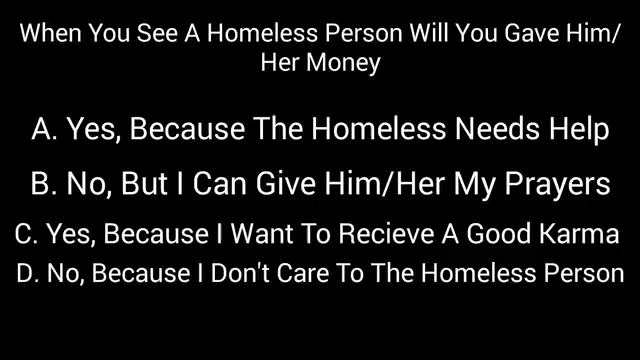 When You See A Homeless Person Will You Gave Him/
Her Money
A. Yes, Because The Homeless Needs Help
B. No, But I Can Give Him/Her My Prayers
C. Yes, Because I Want To Recieve A Good Karma
D. No, Because I Don't Care To The Homeless Person